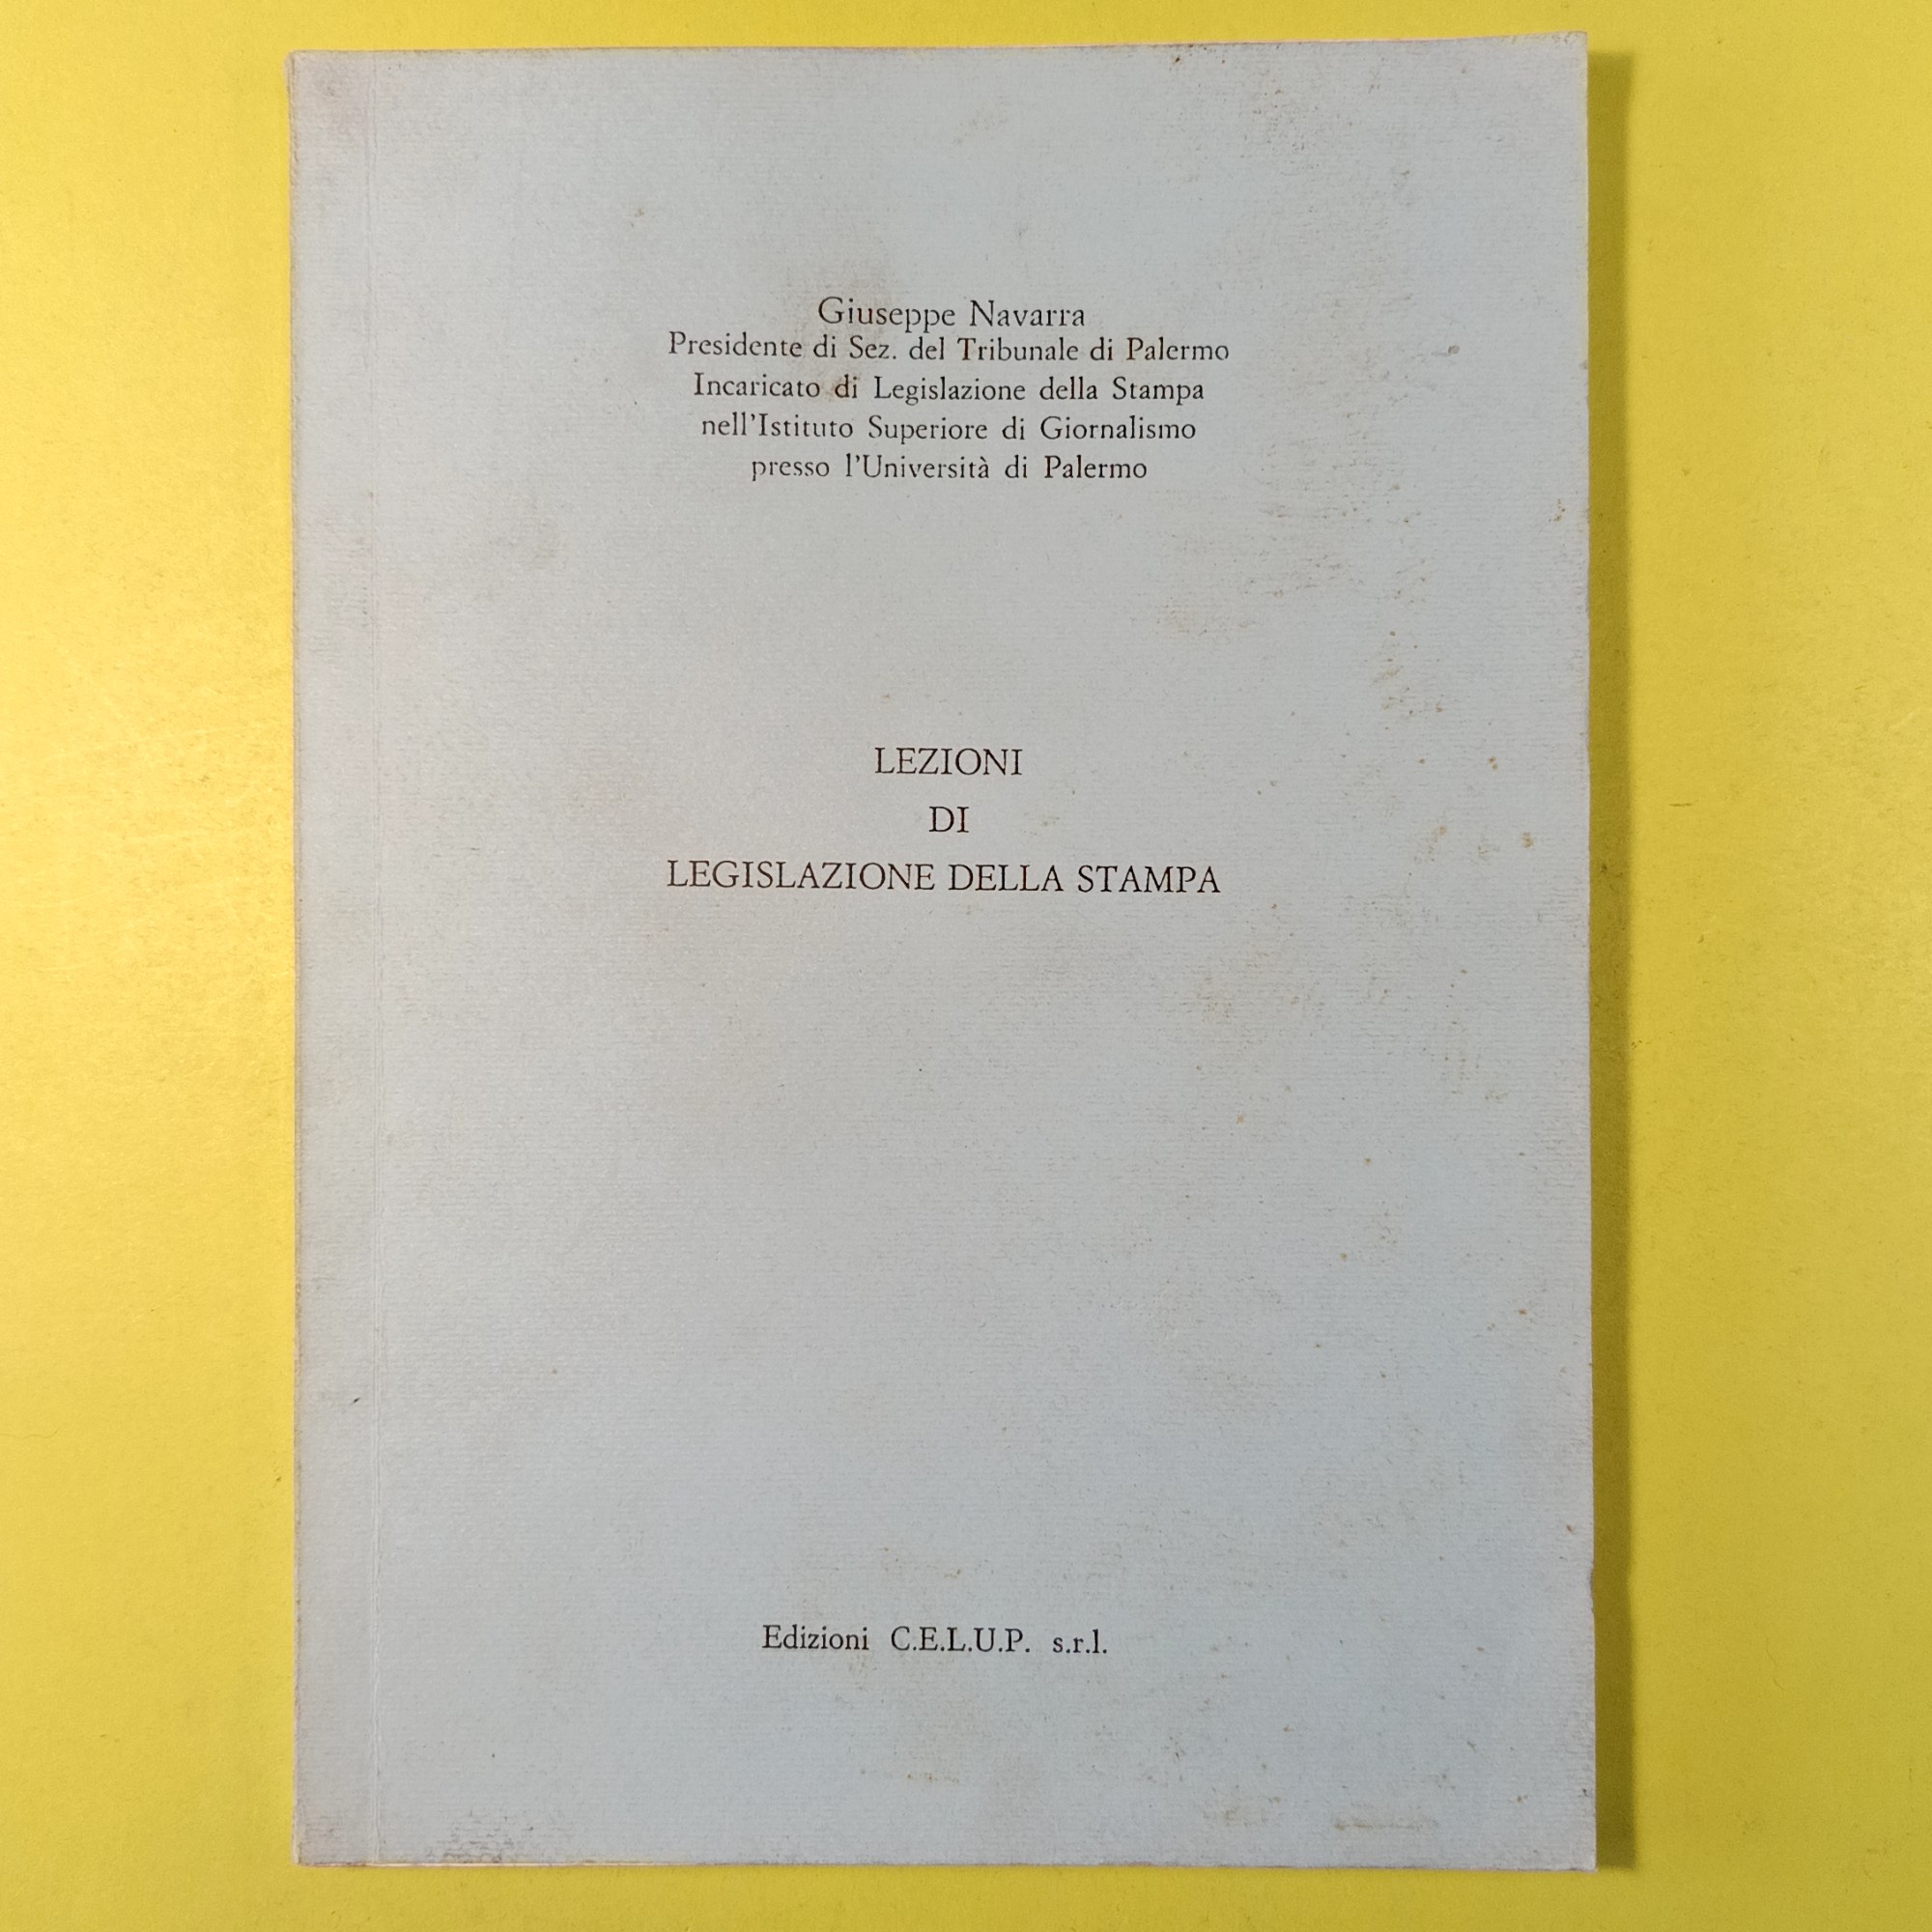 Giuseppe Navarra
Presidente di Sez. del Tribunale di Palermo
Incaricato di Legislazione della Stampa
nell'Istituto Superiore di Giornalismo
presso l'Università di Palermo
LEZIONI
DI
LEGISLAZIONE DELLA STAMPA
Edizioni C.E.L.U.P. s.r.l.